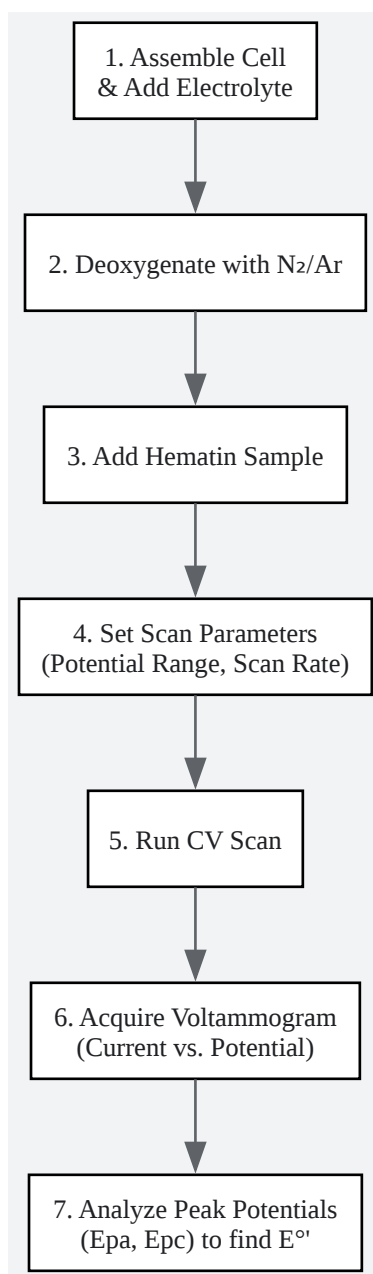 1. Assemble Cell
& Add Electrolyte
2. Deoxygenate with N₂/Ar
3. Add Hematin Sample
4. Set Scan Parameters
(Potential Range, Scan Rate)
5. Run CV Scan
6. Acquire Voltammogram
(Current vs. Potential)
7. Analyze Peak Potentials
(Epa, Epc) to find E°'